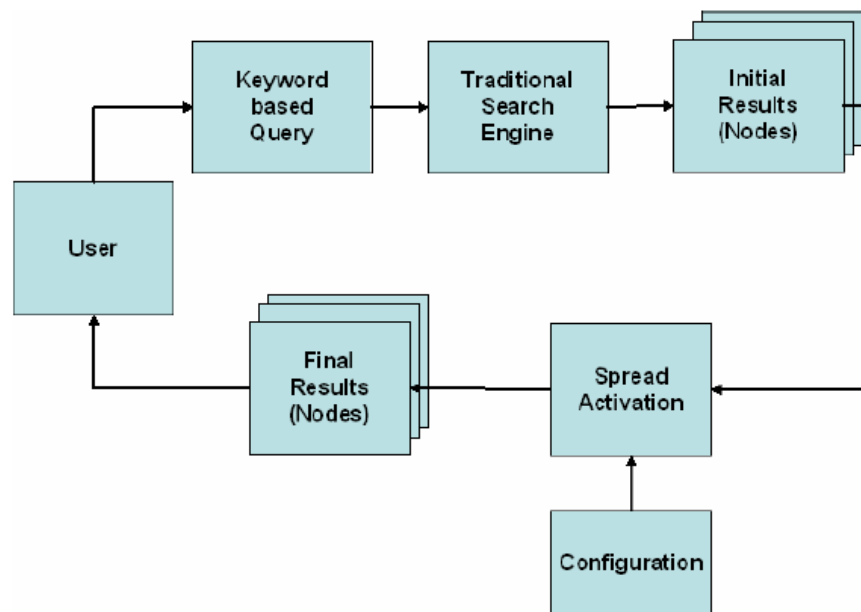 Keyword
based
Query
Traditional
Search
Engine
Initial
Results
(Nodes)
User
Final
Results
(Nodes)
Spread
Activation
Configuration